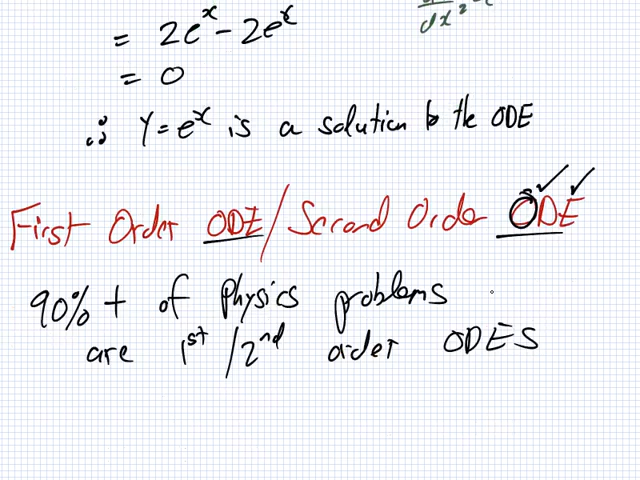 = 2e^x - 2e^x
= 0
∴ y = e^x is a solution to the ODE
First Order ODE / Second Order ODE
90% + of Physics problems
are 1st / 2nd order ODES